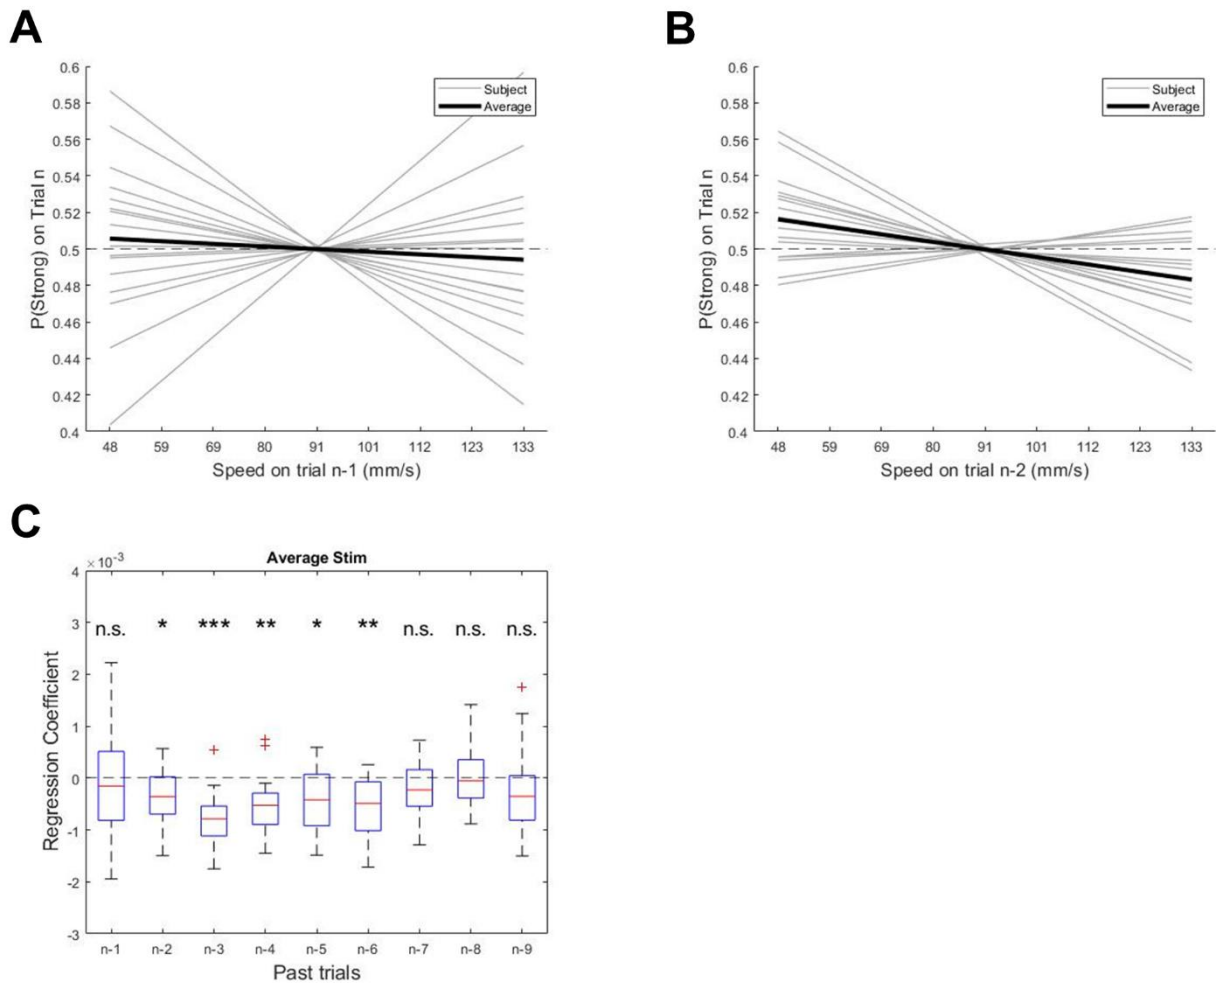 A
0.6
0.58
0.56
0.54
0.52
0.5
0.48
0.46
0.44
0.42
0.4
P(Strong) on Trial n
Subject
Average
48 59 69 80 91 101 112 123 133
Speed on trial n-1 (mm/s)
B
0.6
0.58
0.56
0.54
0.52
0.5
0.48
0.46
0.44
0.42
0.4
P(Strong) on Trial n
Subject
Average
48 59 69 80 91 101 112 123 133
Speed on trial n-2 (mm/s)
C
Average Stim
×10-3
4
3
2
1
0
-1
-2
-3
Regression Coefficient
n.s. * *** ** * ** n.s. n.s. n.s.
n-1 n-2 n-3 n-4 n-5 n-6 n-7 n-8 n-9
Past trials